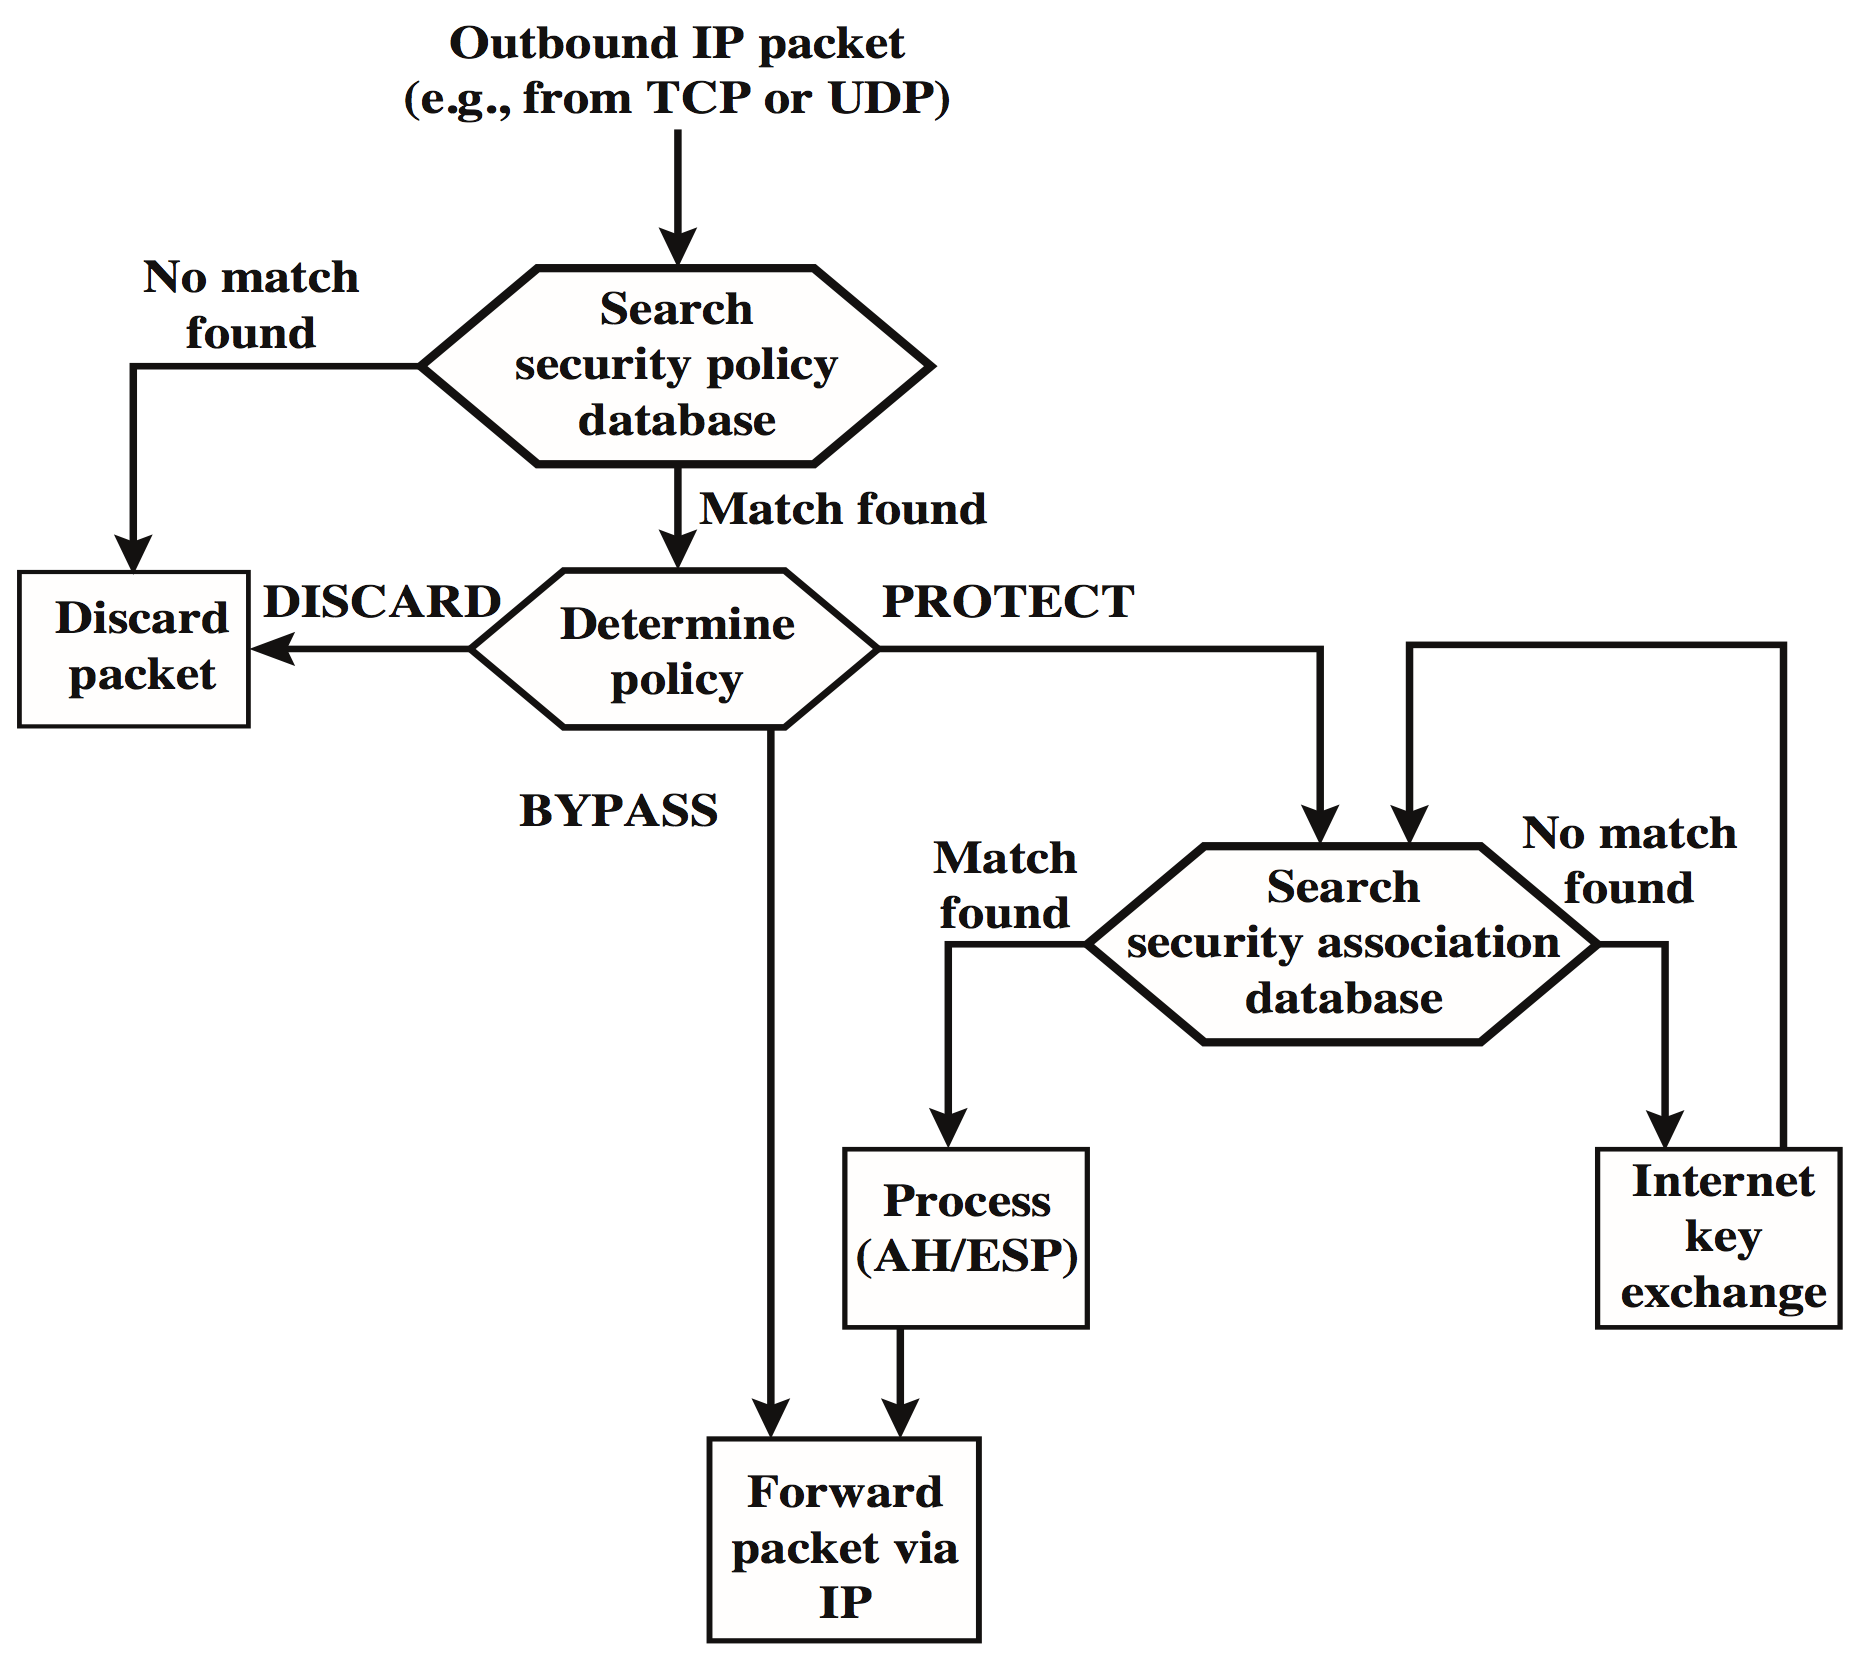 Outbound IP packet
(e.g., from TCP or UDP)
No match
found
Search
security policy
database
Match found
Discard
packet
DISCARD
Determine
policy
PROTECT
BYPASS
Match
found
Search
security association
database
No match
found
Process
(AH/ESP)
Internet
key
exchange
Forward
packet via
IP